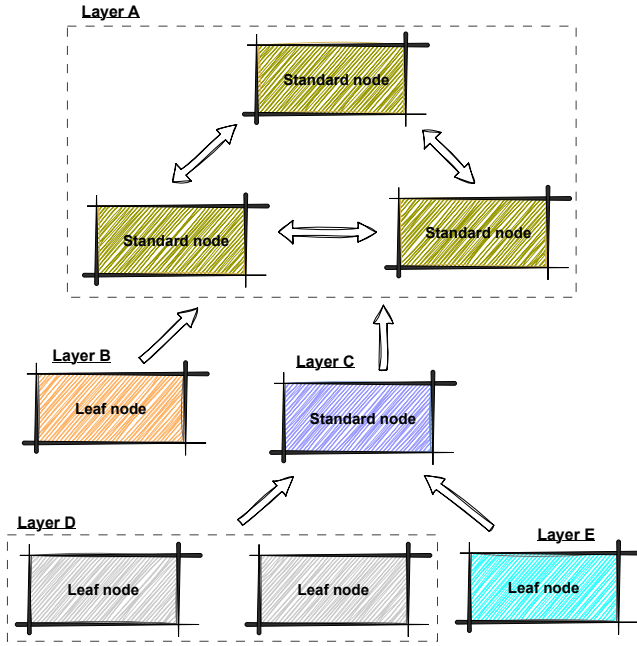 Layer A
Standard node
Standard node
Standard node
Layer B
Layer C
Leaf node
Standard node
Layer D
Layer E
Leaf node
Leaf node
Leaf node